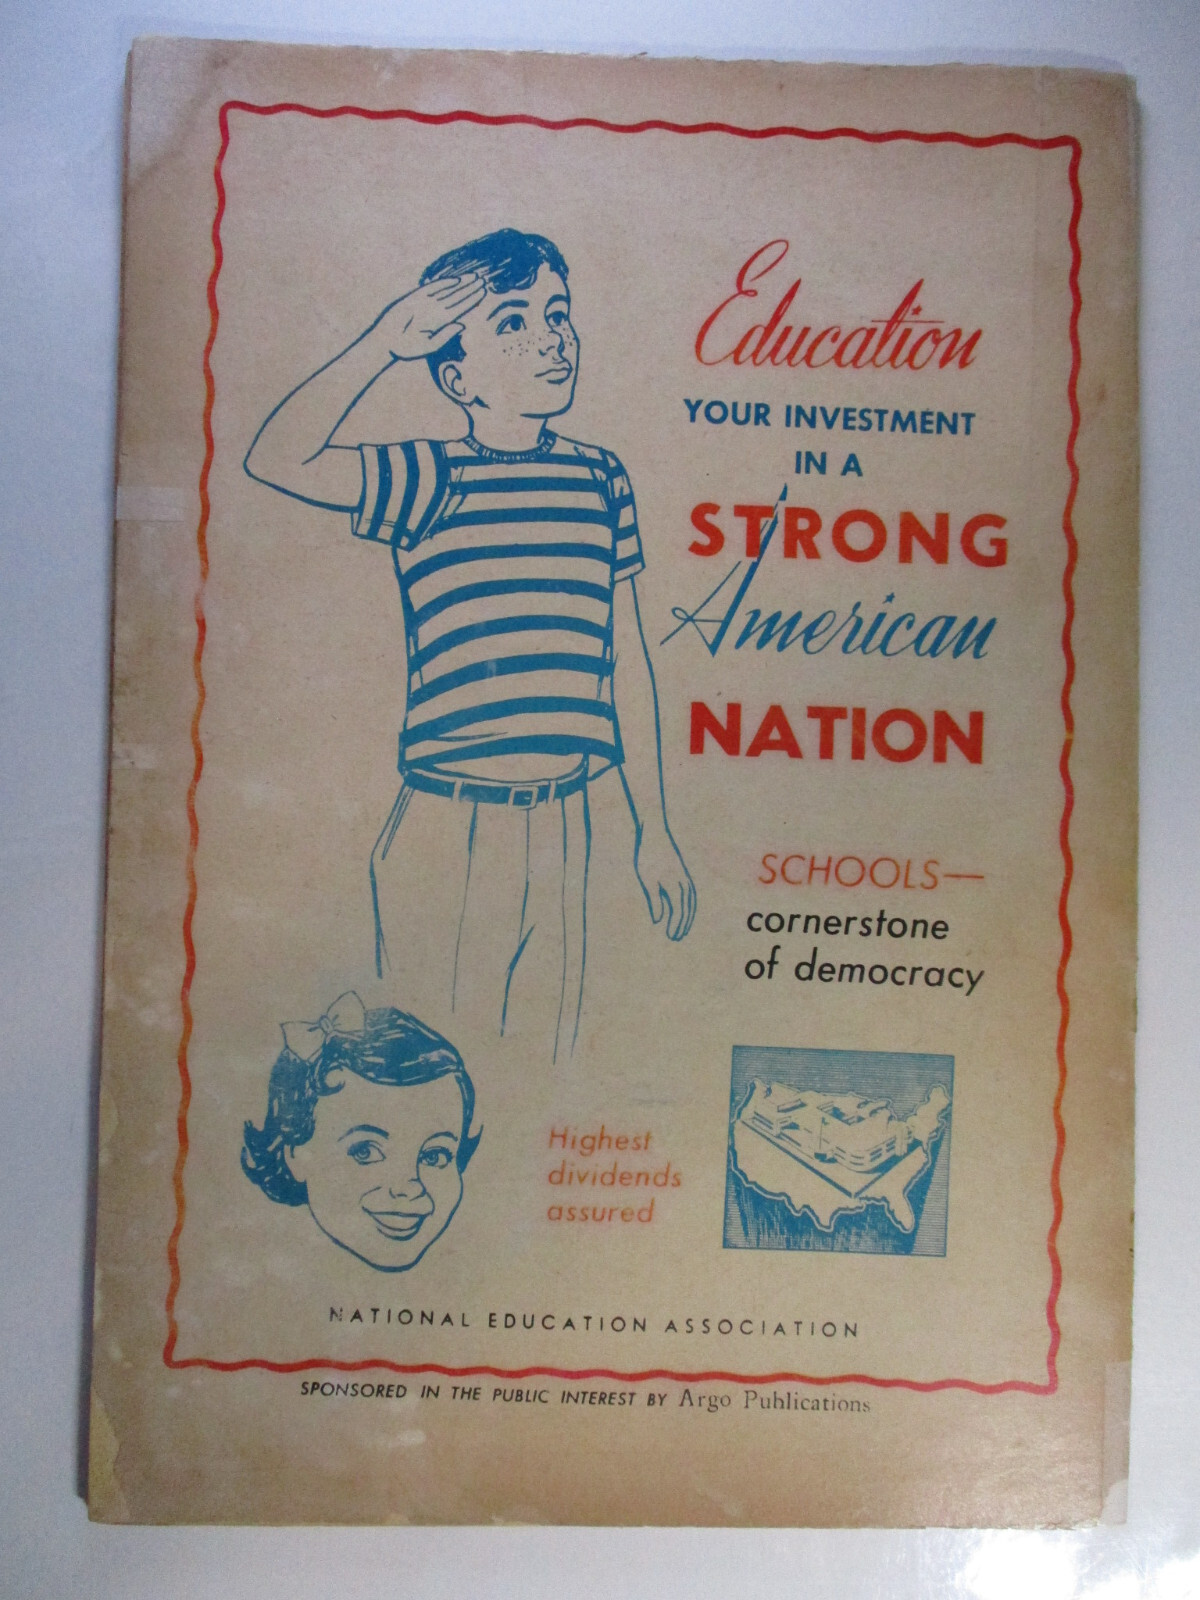 Education
YOUR INVESTMENT
IN A
STRONG
American
NATION
SCHOOLS—
cornerstone
of democracy
Highest
dividends
assured
NATIONAL EDUCATION ASSOCIATION
SPONSORED IN THE PUBLIC INTEREST BY Argo Publications